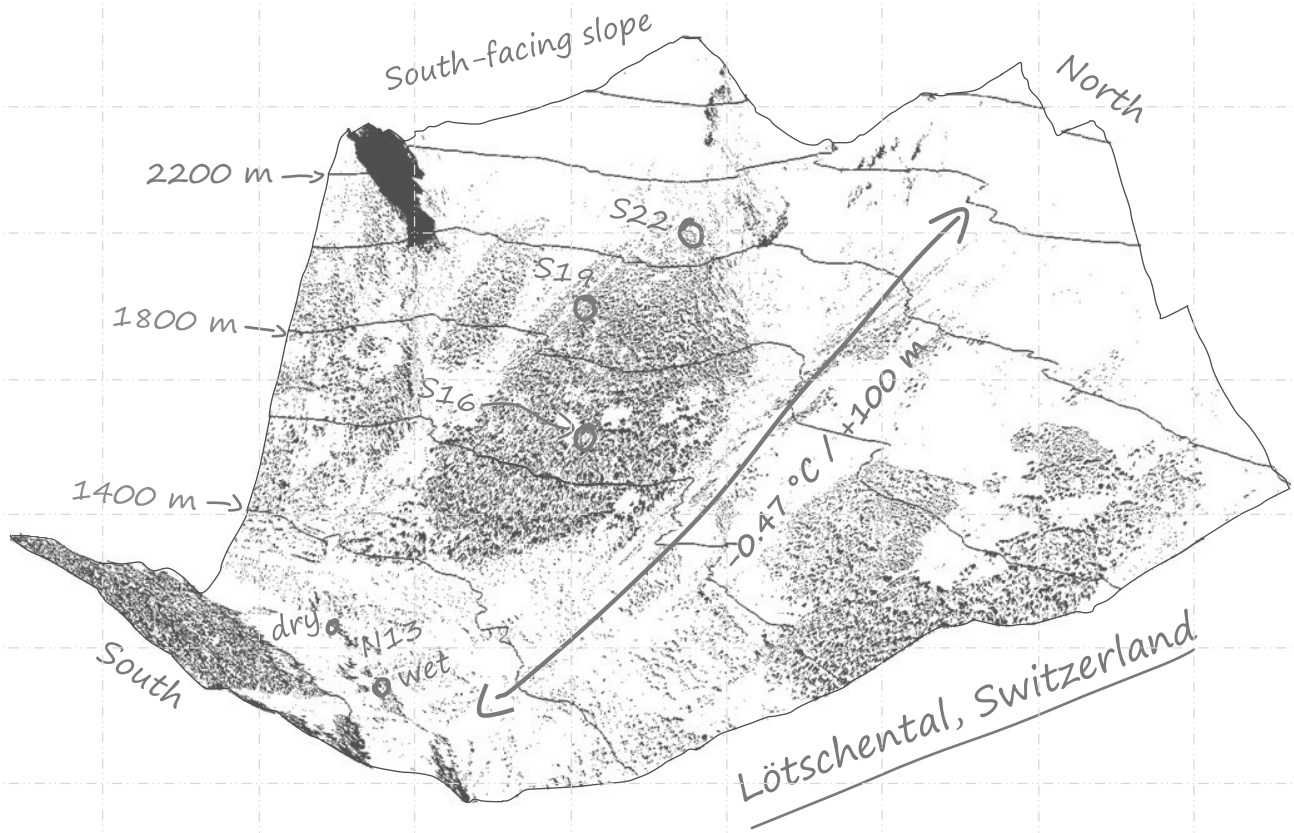 South-facing slope
North
2200 m
S22
S19
1800 m
S16
-0.47 °C / +100 m
1400 m
dry
N13
wet
South
Lötschental, Switzerland